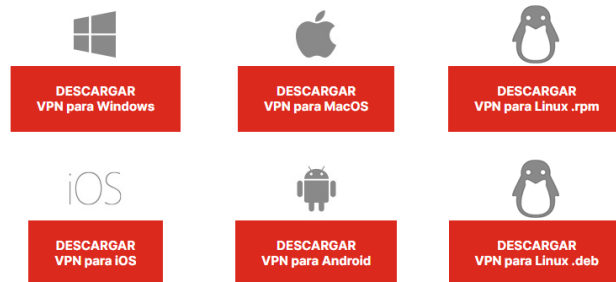 DESCARGAR
VPN para Windows
DESCARGAR
VPN para MacOS
DESCARGAR
VPN para Linux .rpm
iOS
DESCARGAR
VPN para iOS
DESCARGAR
VPN para Android
DESCARGAR
VPN para Linux .deb